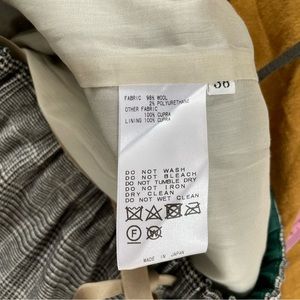 FABRIC 98% WOOL
2% POLYURETHANE
OTHER FABRIC
100% CUPRA
LINING 100% CUPRA
DO NOT WASH
DO NOT BLEACH
DO NOT TUMBLE DRY
DO NOT IRON
DRY CLEAN
DO NOT WET CLEAN
F W
MADE IN JAPAN